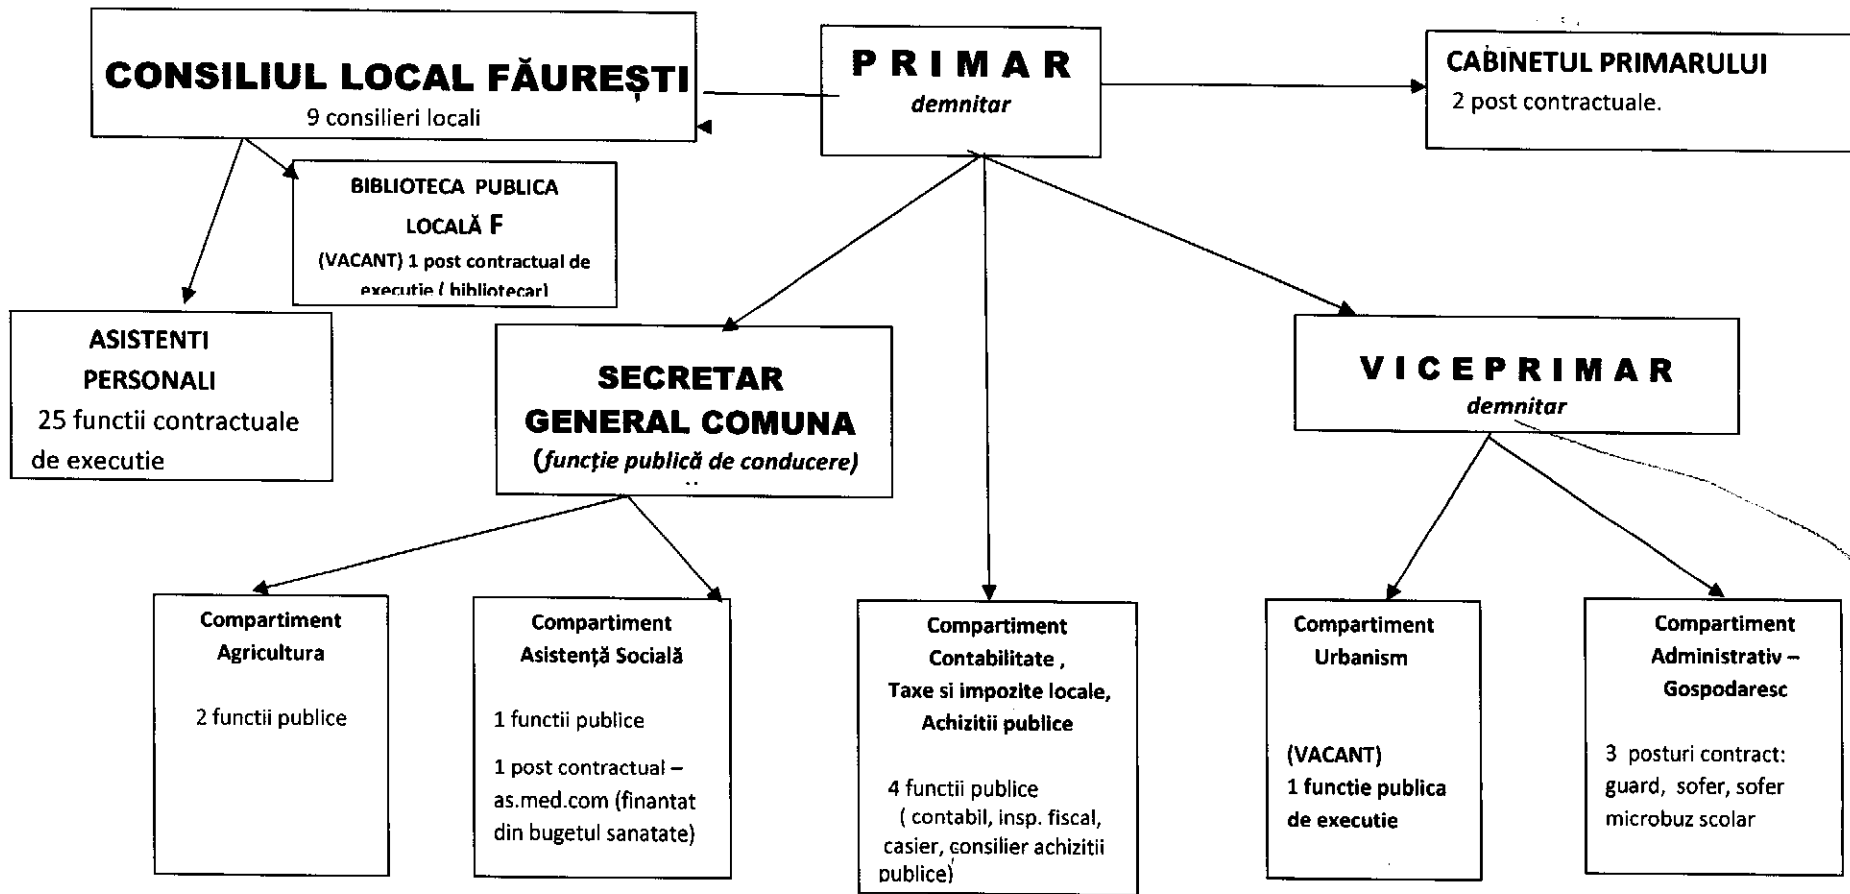 CONSILIUL LOCAL FĂUREȘTI
9 consilieri locali
PRIMAR
demnitar
CABINETUL PRIMARULUI
2 post contractuale.
BIBLIOTECA PUBLICA
LOCALĂ F
(VACANT) 1 post contractual de
executie ( bibliotecar)
ASISTENTI
PERSONALI
25 functii contractuale
de executie
SECRETAR
GENERAL COMUNA
(funcție publică de conducere)
VICEPRIMAR
demnitar
Compartiment
Agricultura
2 functii publice
Compartiment
Asistență Socială
1 functii publice
1 post contractual –
as.med.com (finantat
din bugetul sanatate)
Compartiment
Contabilitate ,
Taxe si impozite locale,
Achizitii publice
4 functii publice
( contabil, insp. fiscal,
casier, consilier achizitii
publice)
Compartiment
Urbanism
(VACANT)
1 functie publica
de executie
Compartiment
Administrativ –
Gospodaresc
3 posturi contract:
guard, sofer, sofer
microbuz scolar